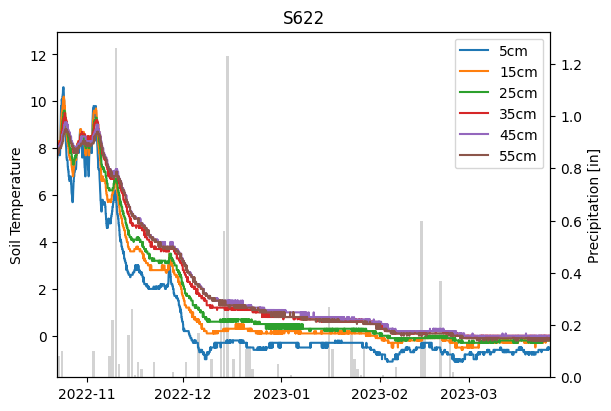 S622
Soil Temperature
12
10
8
6
4
2
0
5cm
15cm
25cm
35cm
45cm
55cm
1.2
1.0
0.8
0.6
0.4
0.2
0.0
Precipitation [in]
2022-11
2022-12
2023-01
2023-02
2023-03